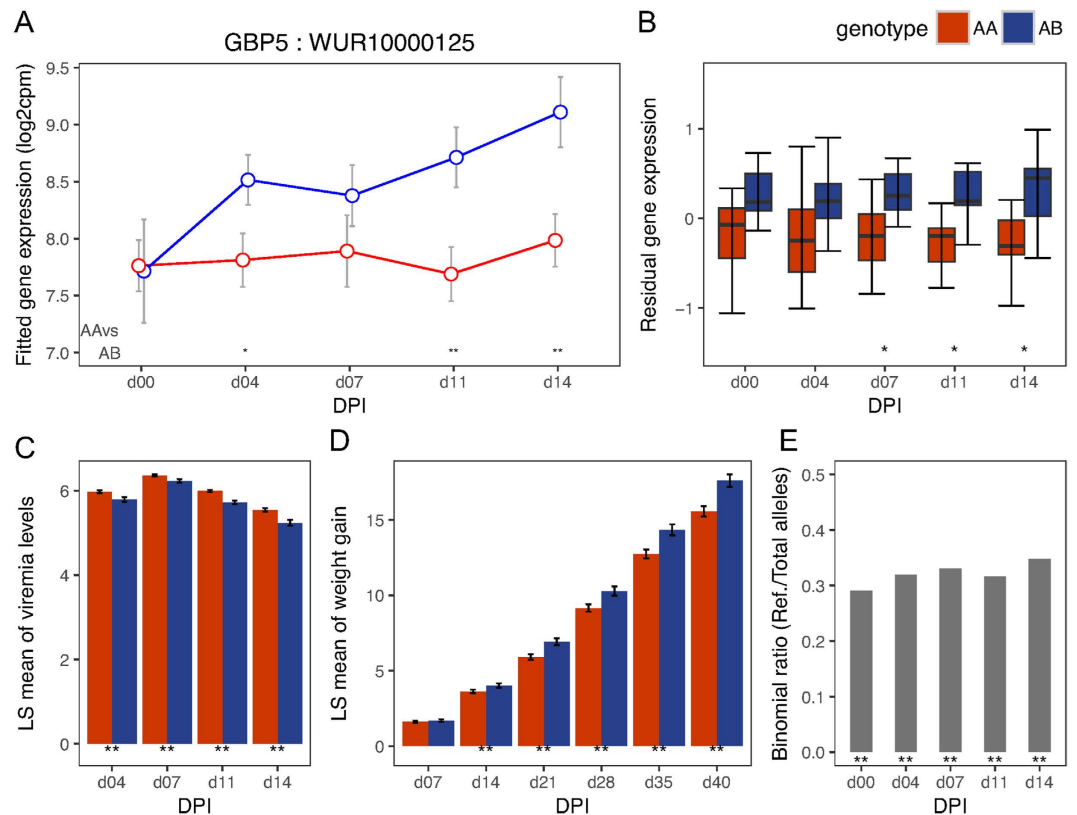 A
GBP5 : WUR10000125
Fitted gene expression (log2cpm)
9.5
9.0
8.5
8.0
7.5
7.0
AAvs
AB
* ** **
d00 d04 d07 d11 d14
DPI
B
genotype AA AB
Residual gene expression
1
0
−1
* * *
d00 d04 d07 d11 d14
DPI
C
LS mean of viremia levels
6
4
2
0
** ** ** **
d04 d07 d11 d14
DPI
D
LS mean of weight gain
15
10
5
0
** ** ** ** **
d07 d14 d21 d28 d35 d40
DPI
E
Binomial ratio (Ref./Total alleles)
0.5
0.4
0.3
0.2
0.1
0.0
** ** ** ** **
d00 d04 d07 d11 d14
DPI